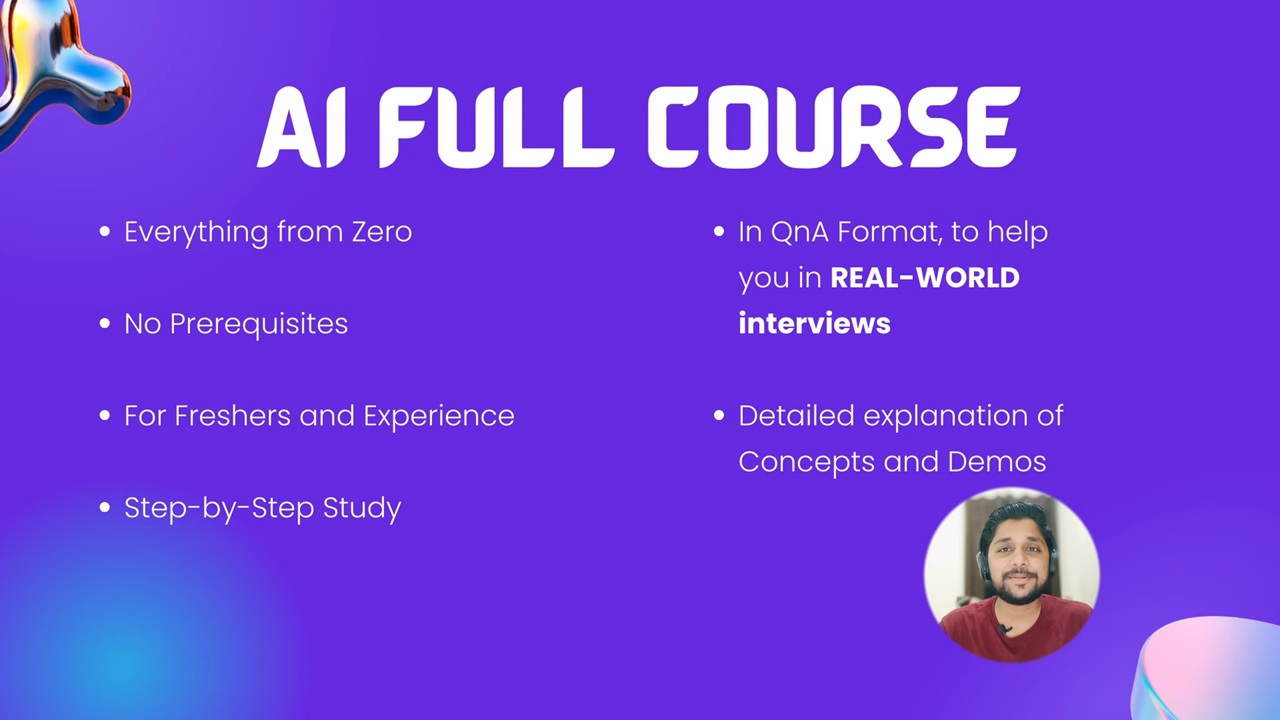 AI FULL COURSE
Everything from Zero
No Prerequisites
For Freshers and Experience
Step-by-Step Study
In QnA Format, to help
you in REAL-WORLD
interviews
Detailed explanation of
Concepts and Demos